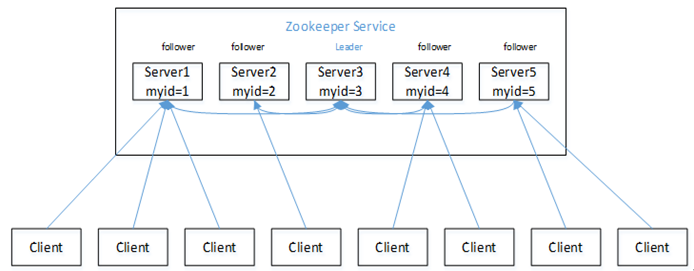 Zookeeper Service
follower
follower
Leader
follower
follower
Server1
myid=1
Server2
myid=2
Server3
myid=3
Server4
myid=4
Server5
myid=5
Client
Client
Client
Client
Client
Client
Client
Client